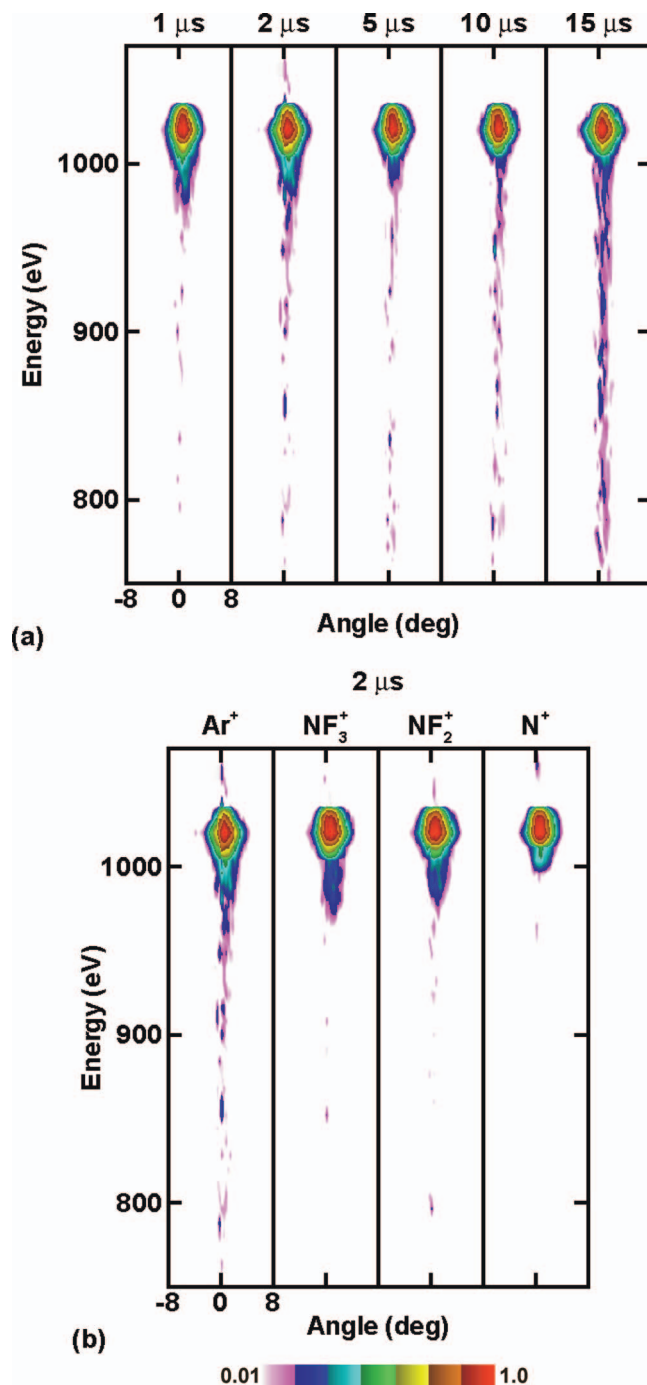 1 μs 2 μs 5 μs 10 μs 15 μs
1000
900
800
Energy (eV)
-8 0 8
Angle (deg)
(a)
2 μs
Ar+ NF3+ NF2+ N+
1000
900
800
Energy (eV)
-8 0 8
Angle (deg)
(b)
0.01 1.0